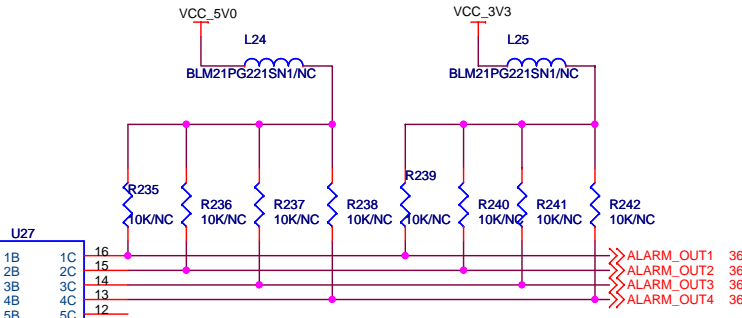 VCC_5V0
VCC_3V3
L24
L25
BLM21PG221SN1/NC
BLM21PG221SN1/NC
R235
10K/NC
R236
10K/NC
R237
10K/NC
R238
10K/NC
R239
10K/NC
R240
10K/NC
R241
10K/NC
R242
10K/NC
U27
1B 1C 16 ALARM_OUT1 36
2B 2C 15 ALARM_OUT2 36
3B 3C 14 ALARM_OUT3 36
4B 4C 13 ALARM_OUT4 36
5B 5C 12